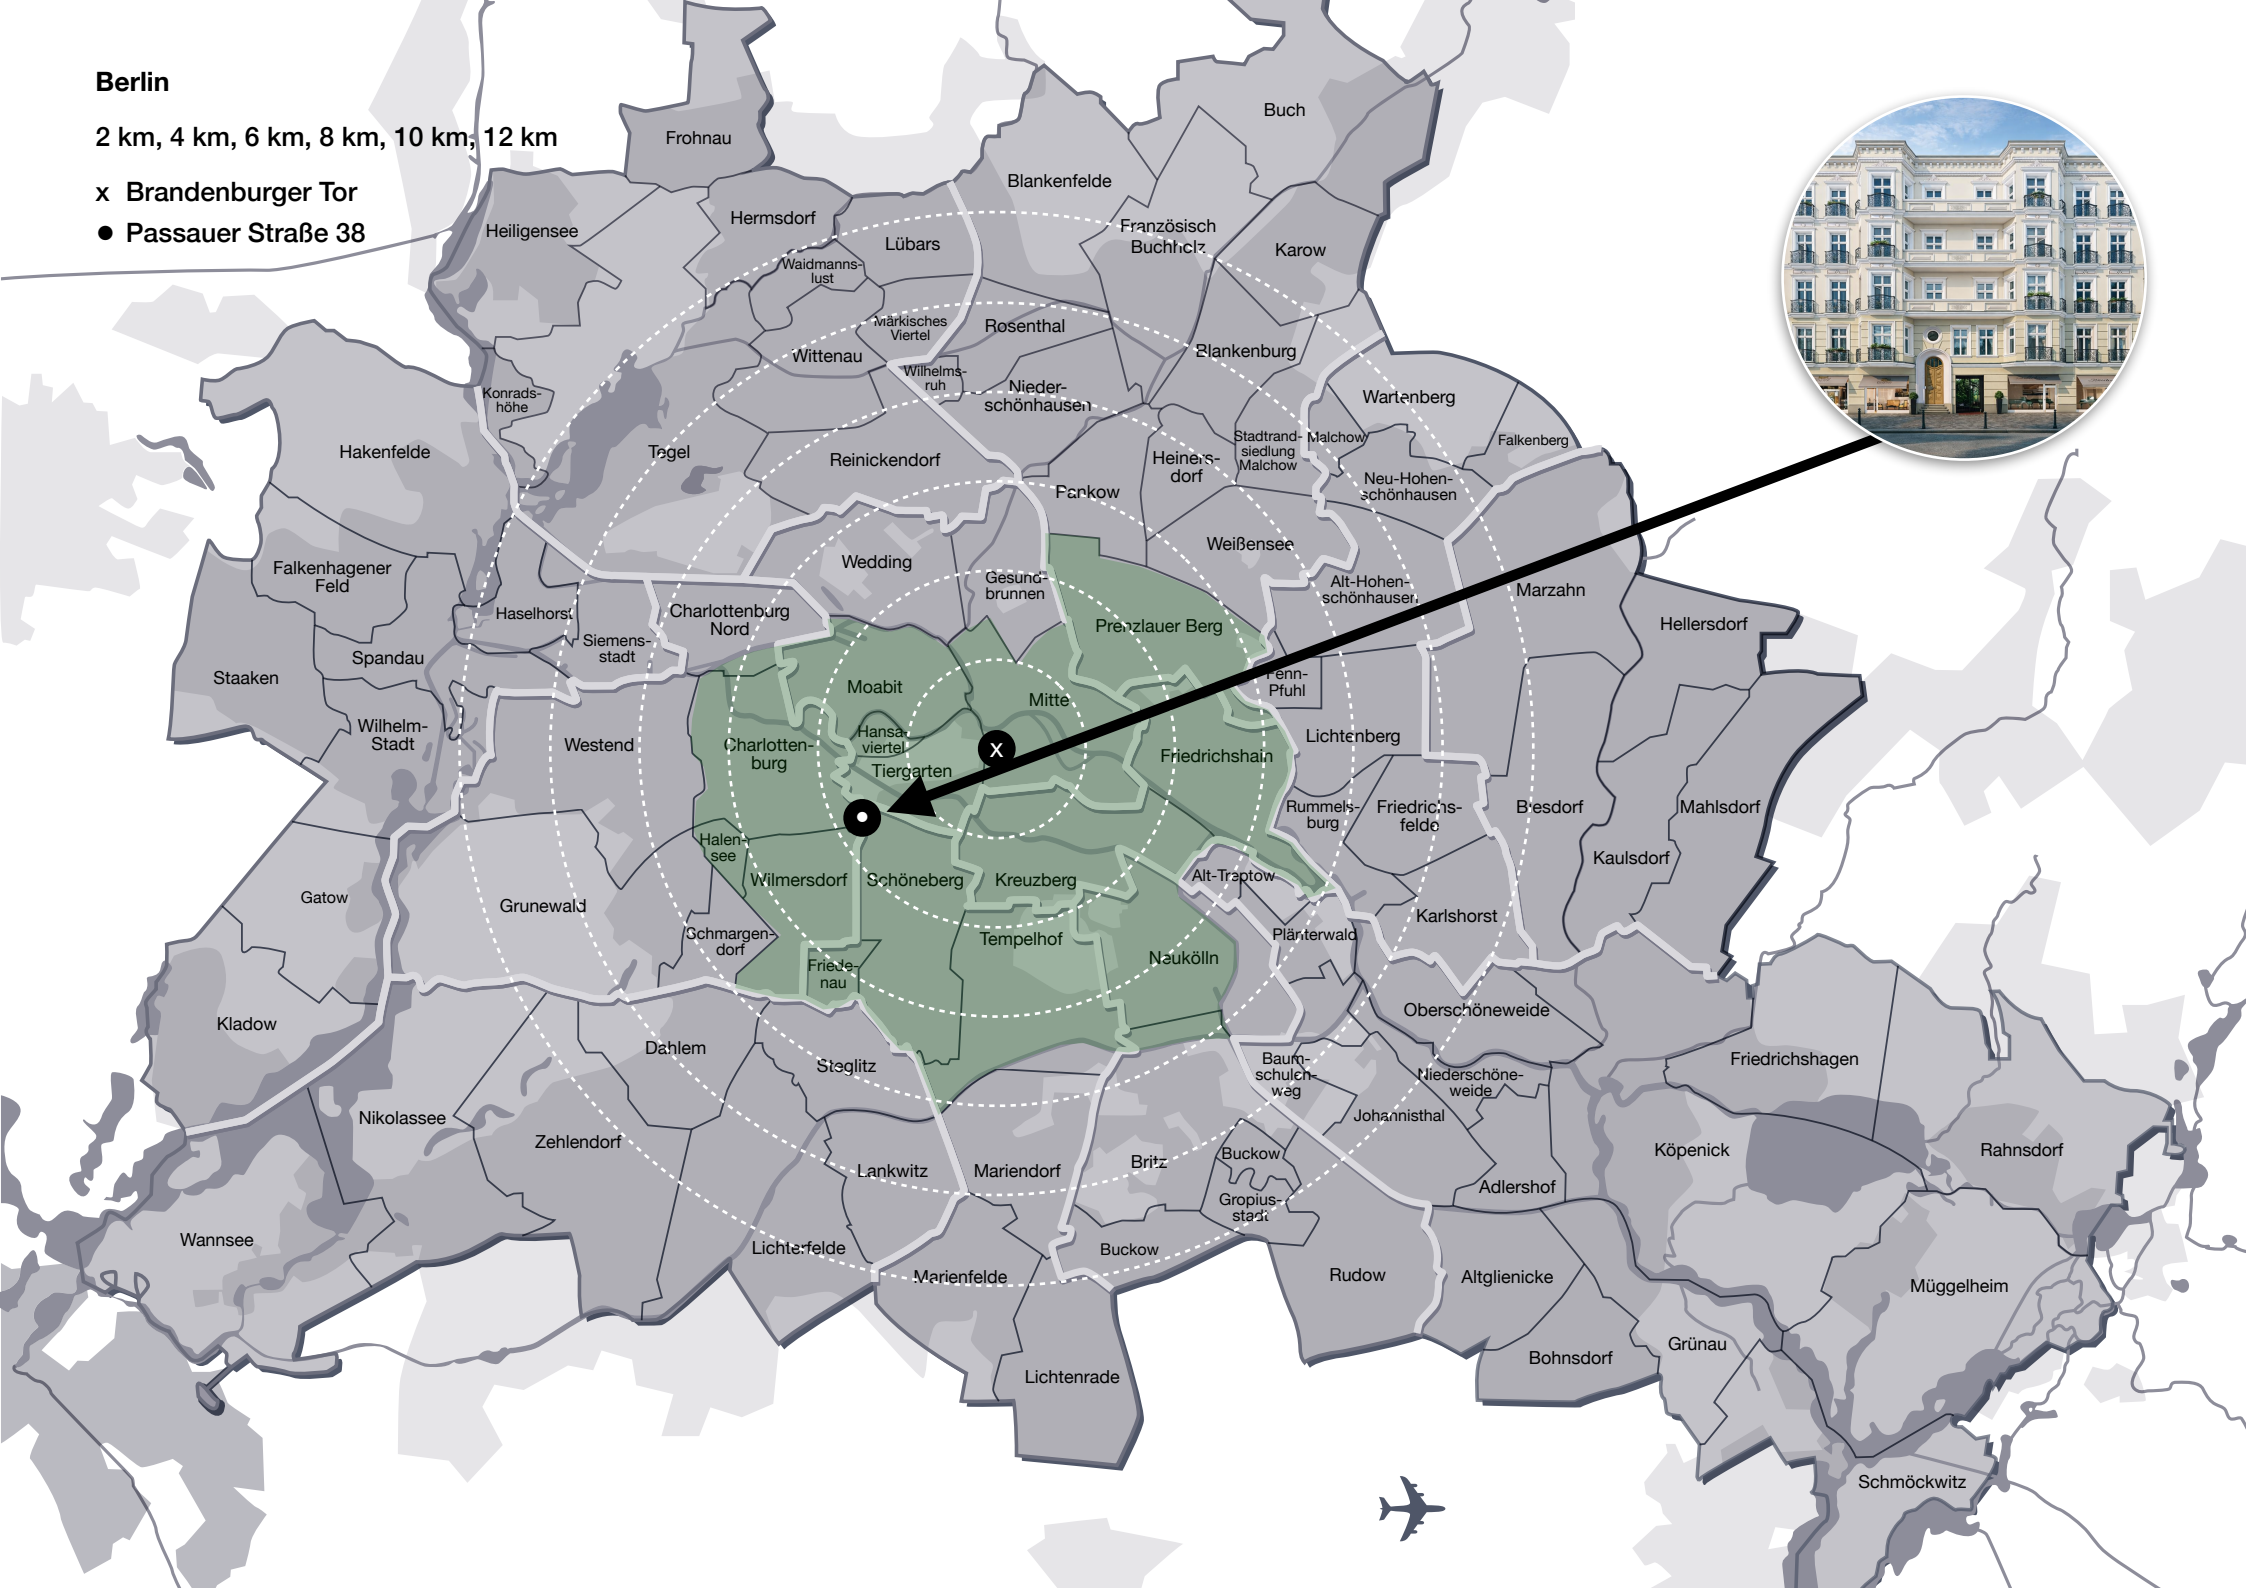 Berlin
2 km, 4 km, 6 km, 8 km, 10 km, 12 km
x Brandenburger Tor
● Passauer Straße 38
Frohnau
Buch
Blankenfelde
Hermsdorf
Heiligensee
Lübars
Französisch
Buchholz
Karow
Waidmanns-
lust
Märkisches
Viertel
Rosenthal
Wittenau
Blankenburg
Wilhelms-
ruh
Nieder-
schönhausen
Konrads-
höhe
Wartenberg
Hakenfelde
Tegel
Reinickendorf
Heiners-
dorf
Stadtrand-
siedlung
Malchow
Malchow
Falkenberg
Pankow
Neu-Hohen-
schönhausen
Wedding
Weißensee
Falkenhagener
Feld
Gesund-
brunnen
Alt-Hohen-
schönhausen
Marzahn
Haselhorst
Charlottenburg
Nord
Prenzlauer Berg
Hellersdorf
Siemens-
stadt
Spandau
Staaken
Moabit
Mitte
Fenn-
Pfuhl
Wilhelm-
Stadt
Westend
Charlotten-
burg
Hansa-
viertel
x
Tiergarten
Friedrichshain
Lichtenberg
Rummels-
burg
Friedrichs-
felde
Biesdorf
Mahlsdorf
Halen-
see
Kaulsdorf
Wilmersdorf
Schöneberg
Kreuzberg
Alt-Treptow
Gatow
Grunewald
Karlshorst
Schmargen-
dorf
Tempelhof
Plänterwald
Neukölln
Friede-
nau
Oberschöneweide
Kladow
Dahlem
Steglitz
Baum-
schulen-
weg
Friedrichshagen
Niederschöne-
weide
Nikolassee
Johannisthal
Zehlendorf
Köpenick
Rahnsdorf
Lankwitz
Mariendorf
Britz
Buckow
Adlershof
Gropius-
stadt
Wannsee
Lichterfelde
Buckow
Marienfelde
Rudow
Altglienicke
Müggelheim
Grünau
Bohnsdorf
Lichtenrade
Schmöckwitz